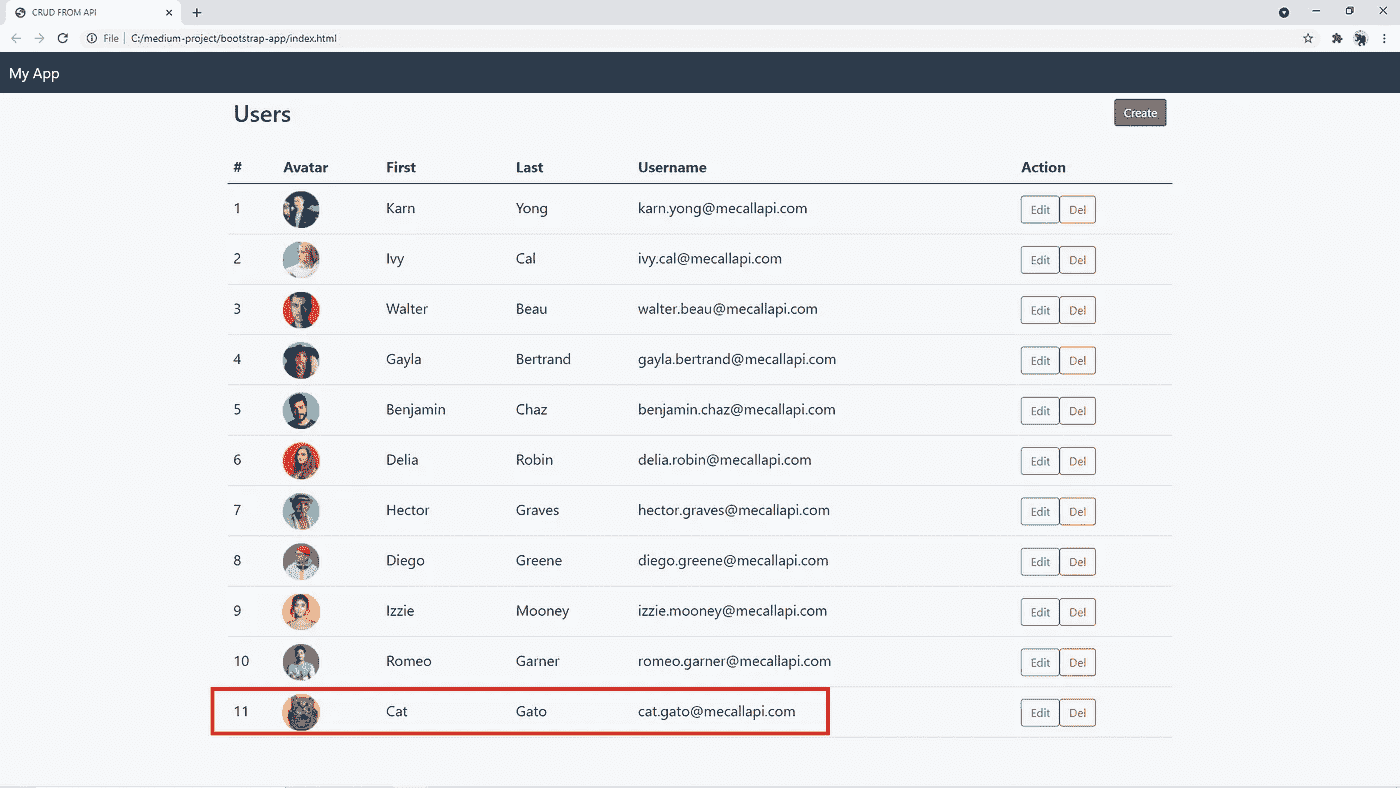 CRUD FROM API
File C:/medium-project/bootstrap-app/index.html
My App
Users Create
# Avatar First Last Username Action
1 Karn Yong karn.yong@mecallapi.com Edit Del
2 Ivy Cal ivy.cal@mecallapi.com Edit Del
3 Walter Beau walter.beau@mecallapi.com Edit Del
4 Gayla Bertrand gayla.bertrand@mecallapi.com Edit Del
5 Benjamin Chaz benjamin.chaz@mecallapi.com Edit Del
6 Delia Robin delia.robin@mecallapi.com Edit Del
7 Hector Graves hector.graves@mecallapi.com Edit Del
8 Diego Greene diego.greene@mecallapi.com Edit Del
9 Izzie Mooney izzie.mooney@mecallapi.com Edit Del
10 Romeo Garner romeo.garner@mecallapi.com Edit Del
11 Cat Gato cat.gato@mecallapi.com Edit Del